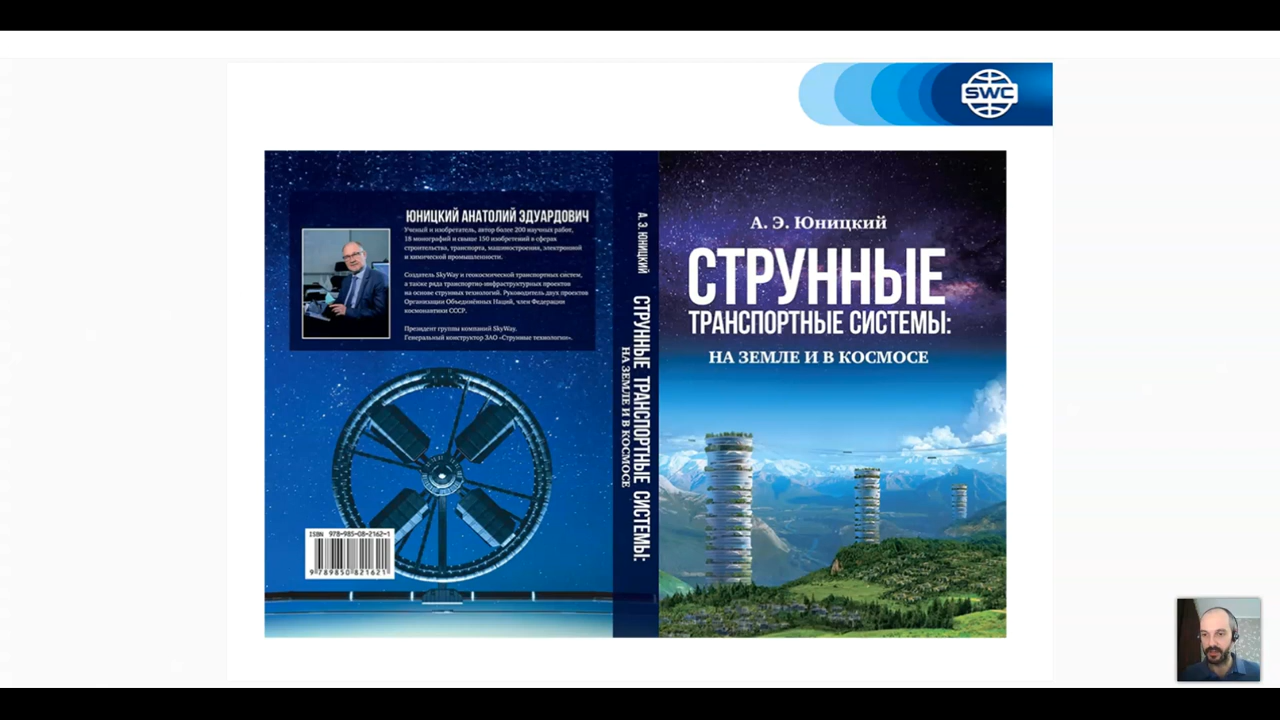 SWC
ЮНИЦКИЙ АНАТОЛИЙ ЭДУАРДОВИЧ
Ученый и изобретатель, автор более 200 научных работ,
18 монографий и свыше 150 изобретений в сферах
строительства, транспорта, машиностроения, электронной
и химической промышленности.
Создатель SkyWay и геокосмической транспортных систем,
а также ряда транспортно-инфраструктурных проектов
на основе струнных технологий. Руководитель двух проектов
Организации Объединённых Наций, член Федерации
космонавтики СССР.
Президент группы компаний SkyWay.
Генеральный конструктор ЗАО «Струнные технологии».
ISBN 978-985-08-2162-1
9 789850 821621
А. Э. ЮНИЦКИЙ
СТРУННЫЕ ТРАНСПОРТНЫЕ СИСТЕМЫ:
НА ЗЕМЛЕ И В КОСМОСЕ
А. Э. Юницкий
СТРУННЫЕ
ТРАНСПОРТНЫЕ СИСТЕМЫ:
НА ЗЕМЛЕ И В КОСМОСЕ